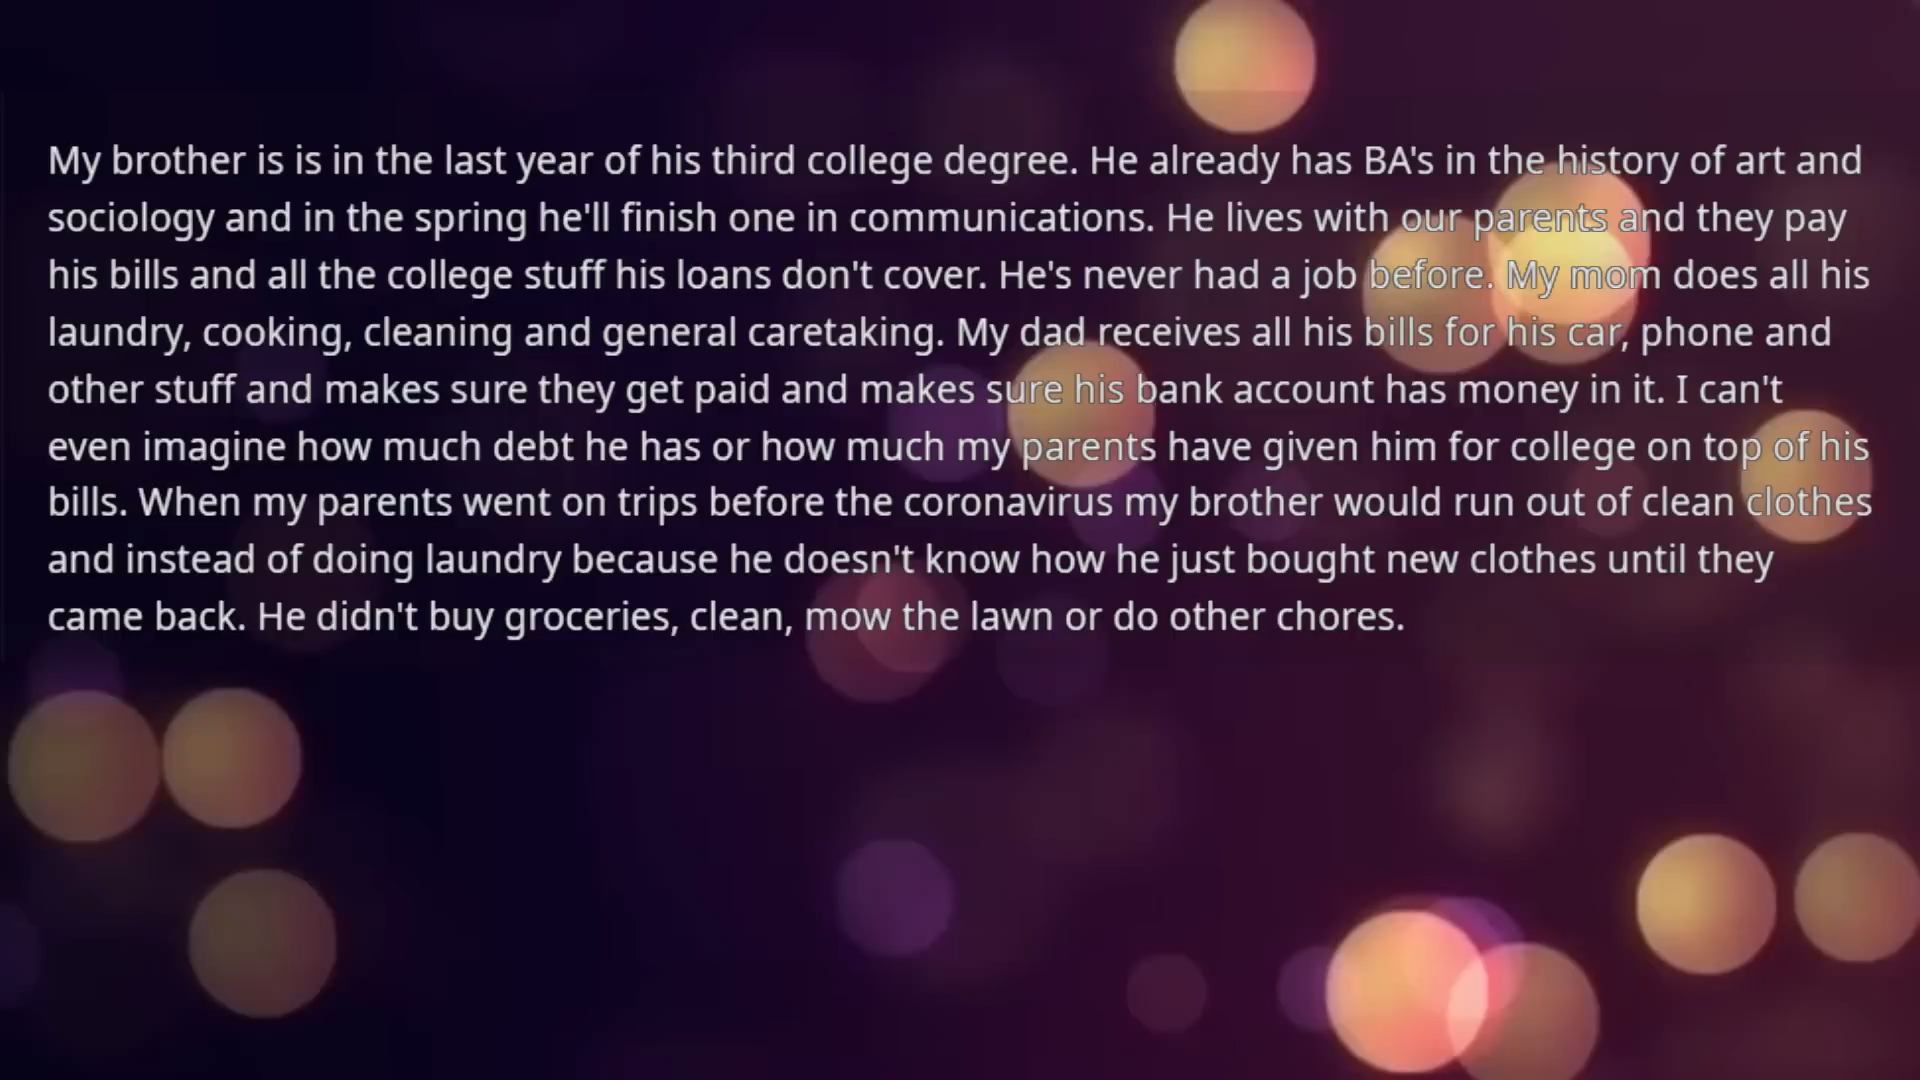 My brother is is in the last year of his third college degree. He already has BA's in the history of art and
sociology and in the spring he'll finish one in communications. He lives with our parents and they pay
his bills and all the college stuff his loans don't cover. He's never had a job before. My mom does all his
laundry, cooking, cleaning and general caretaking. My dad receives all his bills for his car, phone and
other stuff and makes sure they get paid and makes sure his bank account has money in it. I can't
even imagine how much debt he has or how much my parents have given him for college on top of his
bills. When my parents went on trips before the coronavirus my brother would run out of clean clothes
and instead of doing laundry because he doesn't know how he just bought new clothes until they
came back. He didn't buy groceries, clean, mow the lawn or do other chores.